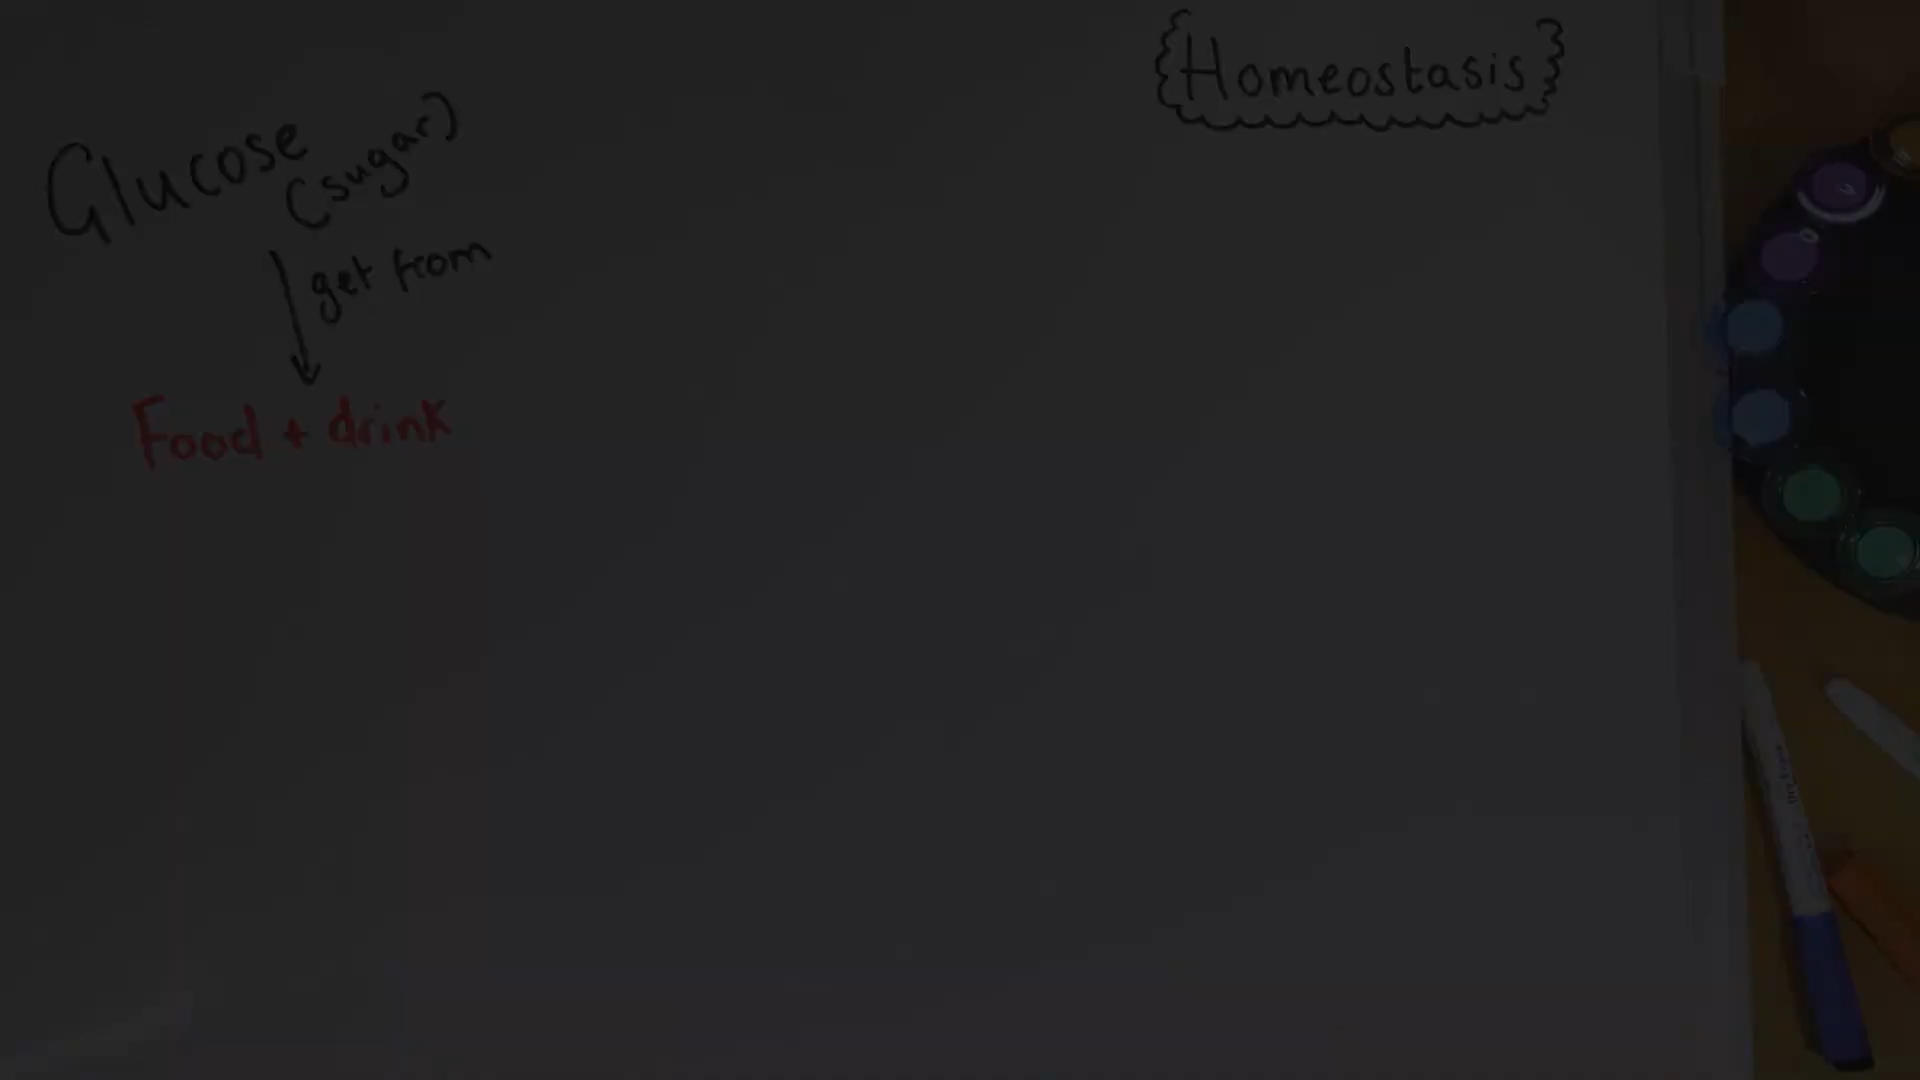 {Homeostasis}
Glucose
(sugar)
get from
Food + drink